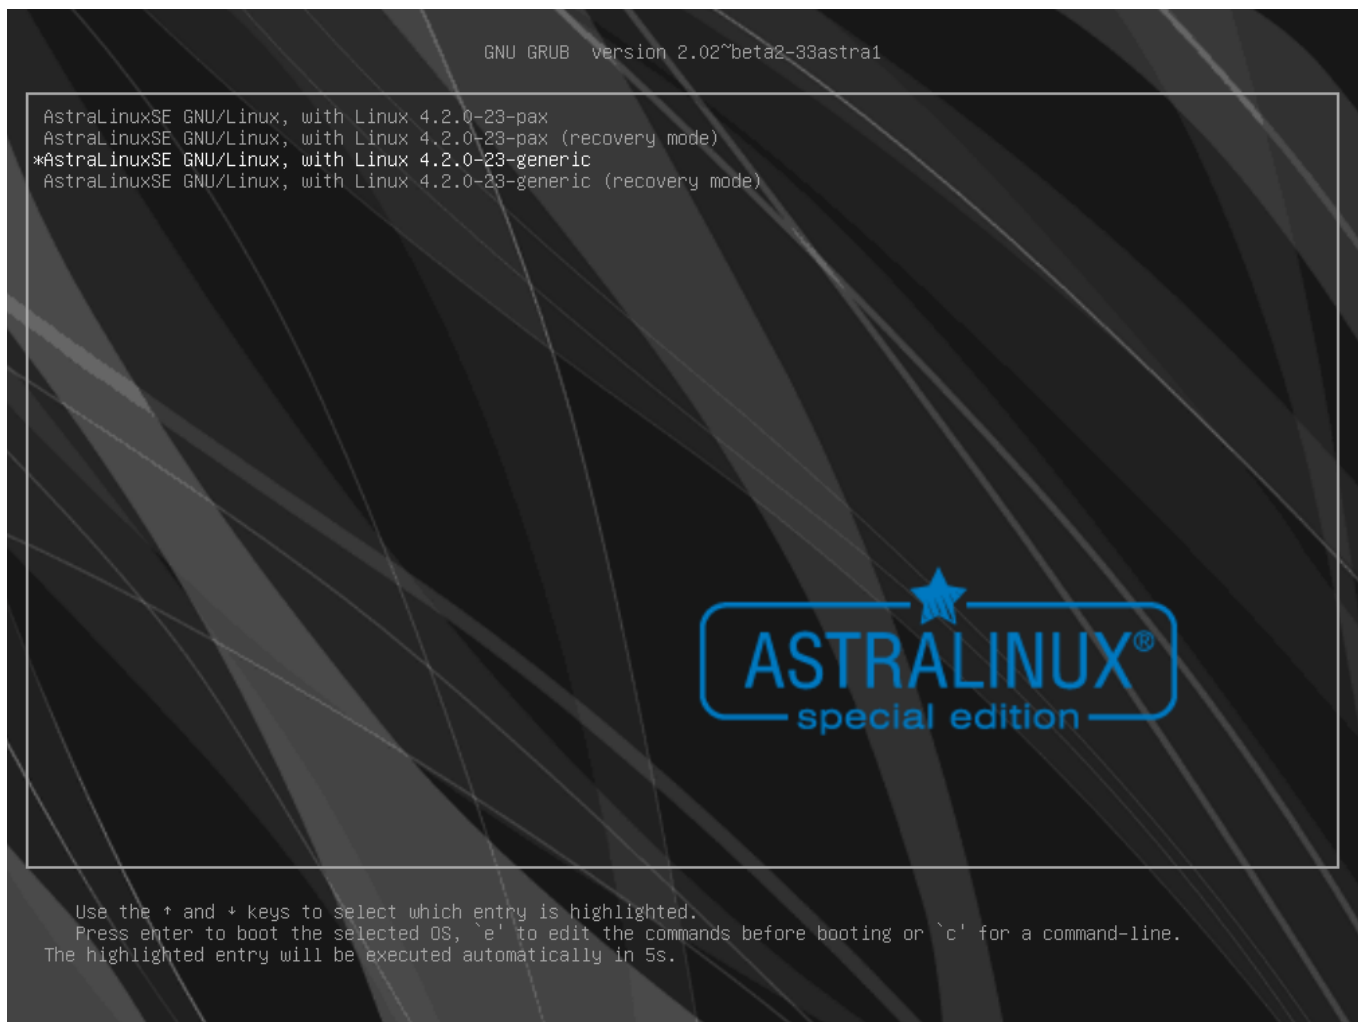 GNU GRUB  version 2.02~beta2-33astra1
AstraLinuxSE GNU/Linux, with Linux 4.2.0-23-pax
AstraLinuxSE GNU/Linux, with Linux 4.2.0-23-pax (recovery mode)
*AstraLinuxSE GNU/Linux, with Linux 4.2.0-23-generic
AstraLinuxSE GNU/Linux, with Linux 4.2.0-23-generic (recovery mode)
ASTRALINUX®
special edition
Use the ↑ and ↓ keys to select which entry is highlighted.
Press enter to boot the selected OS, `e' to edit the commands before booting or `c' for a command-line.
The highlighted entry will be executed automatically in 5s.